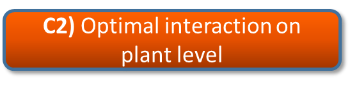 C2) Optimal interaction on
plant level